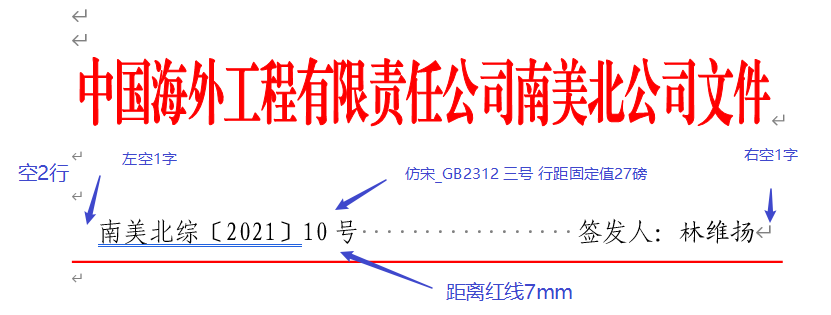 中国海外工程有限责任公司南美北公司文件
左空1字
右空1字
空2行
仿宋_GB2312 三号 行距固定值27磅
南美北综〔2021〕10 号················签发人：林维扬
距离红线7mm